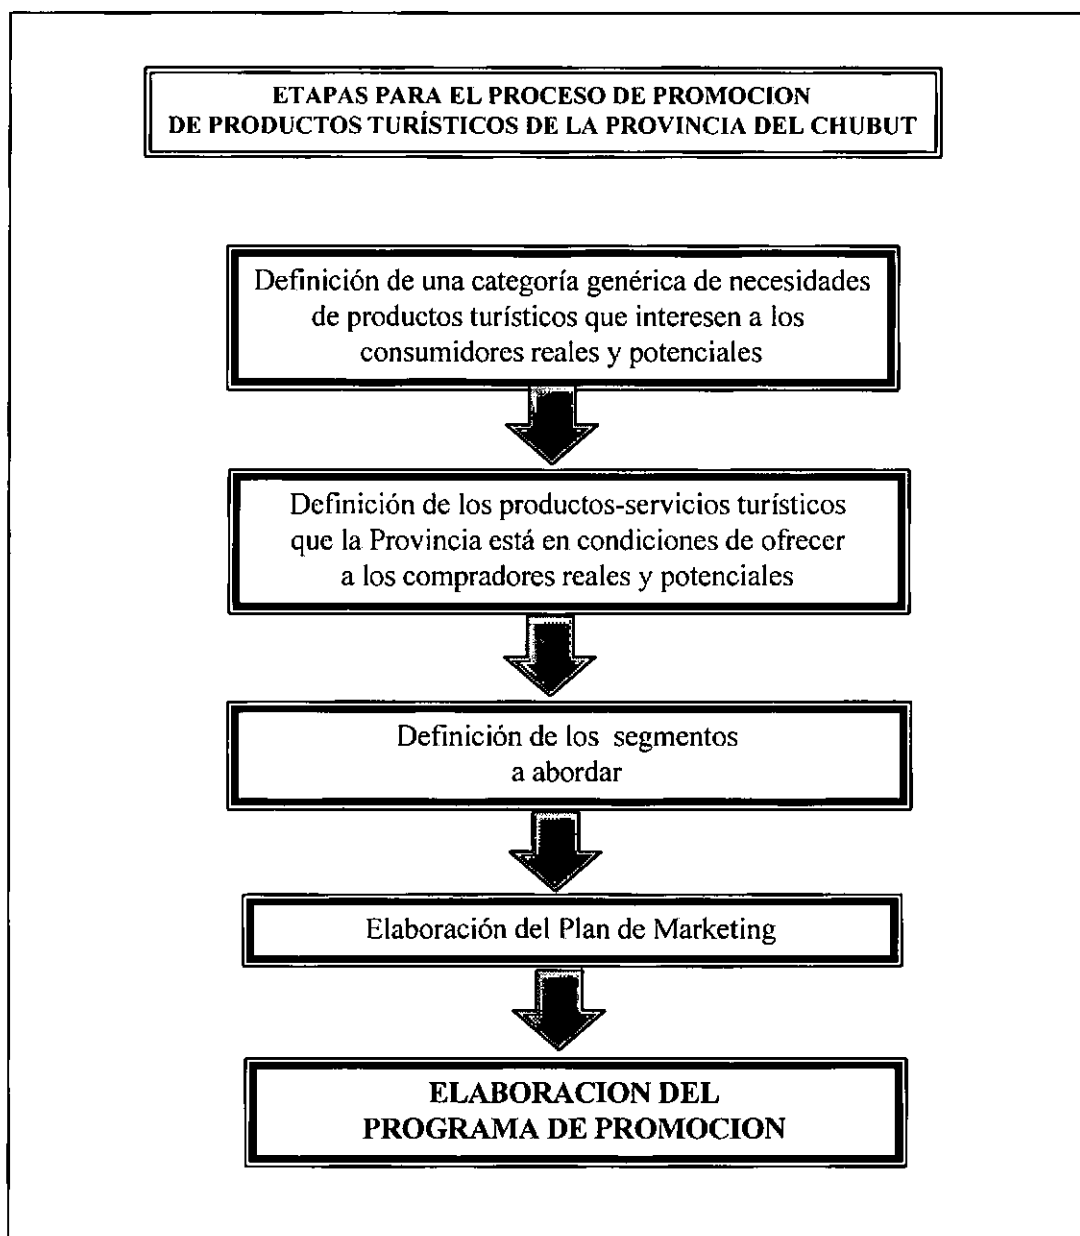 ETAPAS PARA EL PROCESO DE PROMOCION
DE PRODUCTOS TURÍSTICOS DE LA PROVINCIA DEL CHUBUT
Definición de una categoría genérica de necesidades
de productos turísticos que interesen a los
consumidores reales y potenciales
Definición de los productos-servicios turísticos
que la Provincia está en condiciones de ofrecer
a los compradores reales y potenciales
Definición de los segmentos
a abordar
Elaboración del Plan de Marketing
ELABORACION DEL
PROGRAMA DE PROMOCION